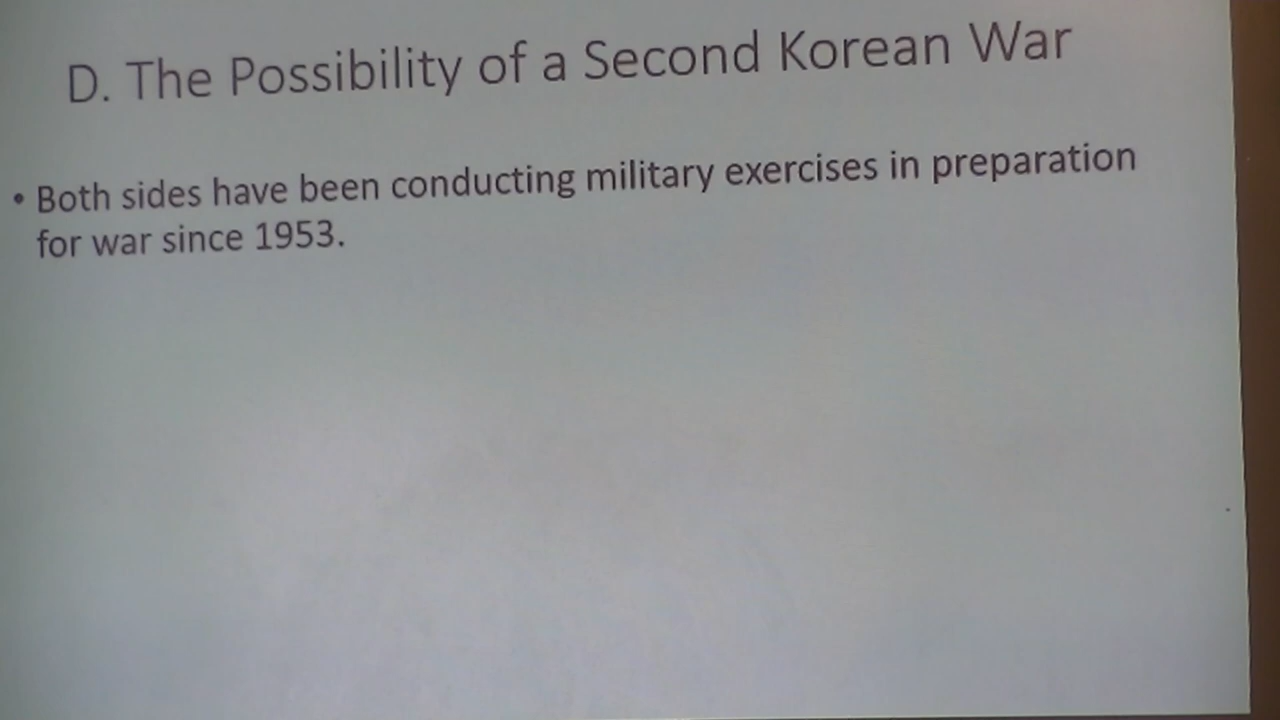 D. The Possibility of a Second Korean War
• Both sides have been conducting military exercises in preparation
for war since 1953.